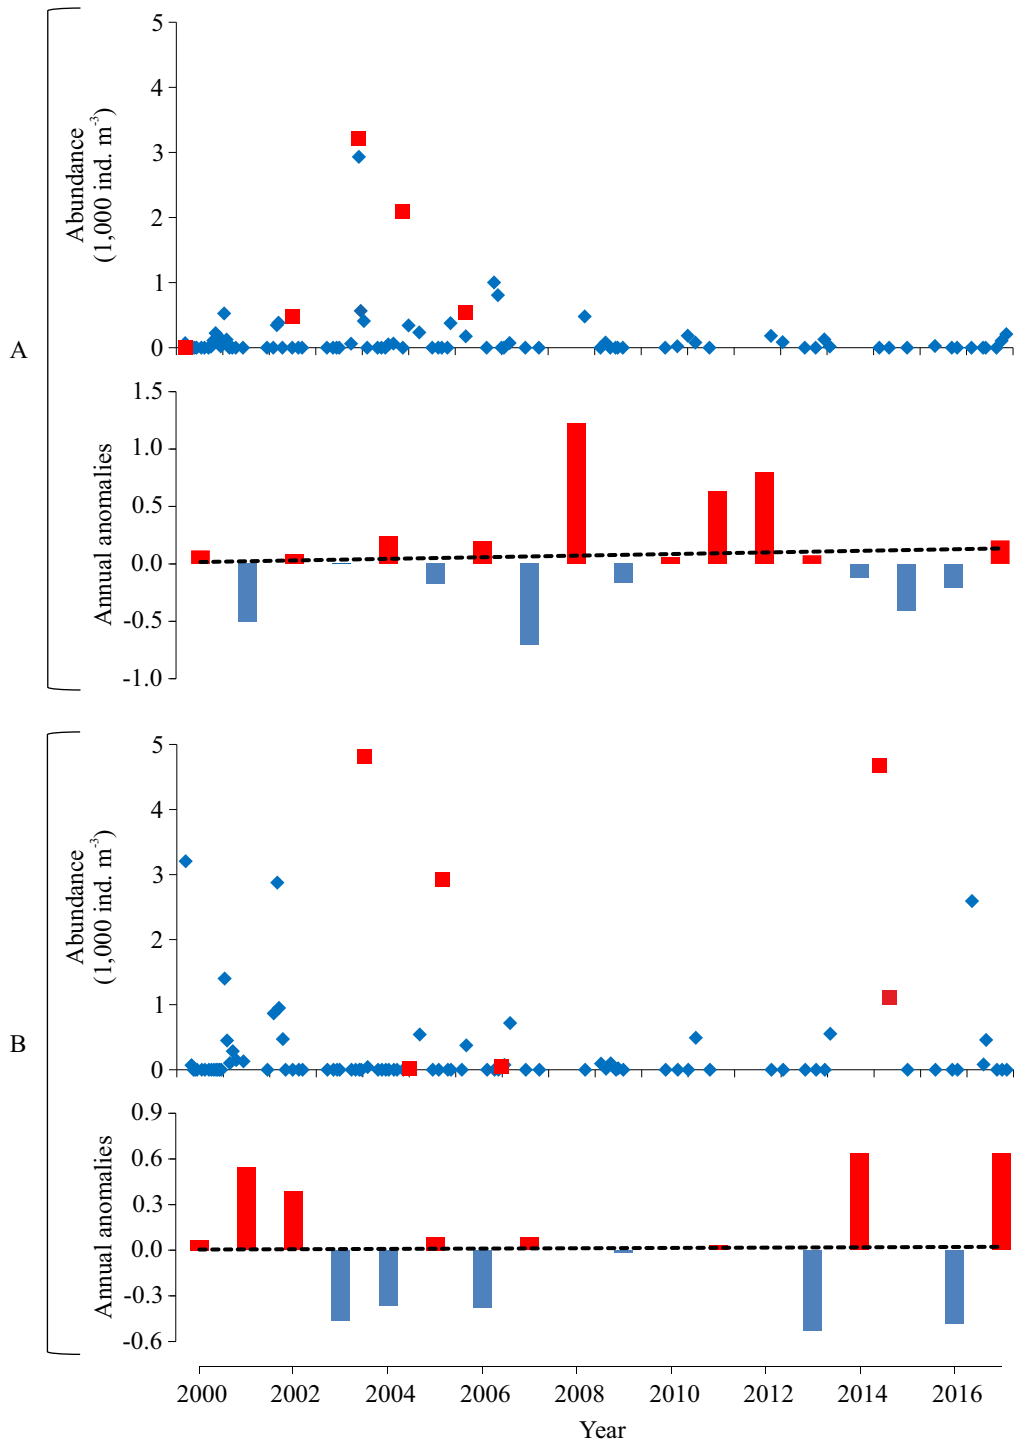 A
Abundance
(1,000 ind. m-3)
5
4
3
2
1
0
Annual anomalies
1.5
1.0
0.5
0.0
-0.5
-1.0
B
Abundance
(1,000 ind. m-3)
5
4
3
2
1
0
Annual anomalies
0.9
0.6
0.3
0.0
-0.3
-0.6
2000 2002 2004 2006 2008 2010 2012 2014 2016
Year